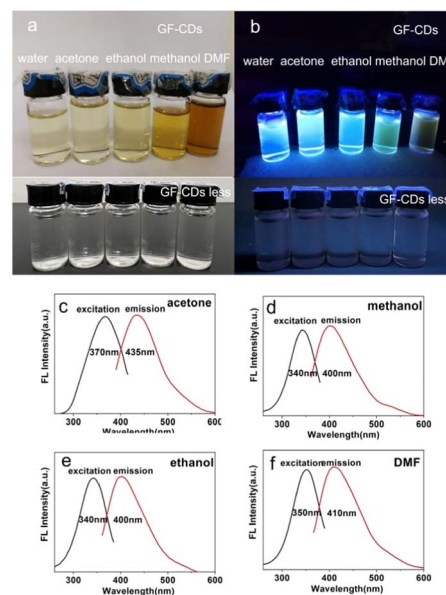 a
GF-CDs
water acetone ethanol methanol DMF
GF-CDs less
b
GF-CDs
water acetone ethanol methanol DM
GF-CDs less
c
acetone
excitation emission
370nm 435nm
FL Intensity(a.u.)
300 400 500 600
Wavelength(nm)
d
methanol
excitation emission
340nm 400nm
FL Intensity(a.u.)
300 400 500 600
Wavelength(nm)
e
ethanol
excitation emission
340nm 400nm
FL Intensity(a.u.)
300 400 500 600
Wavelength(nm)
f
DMF
excitation emission
350nm 410nm
FL Intensity(a.u.)
300 400 500 600
Wavelength(nm)